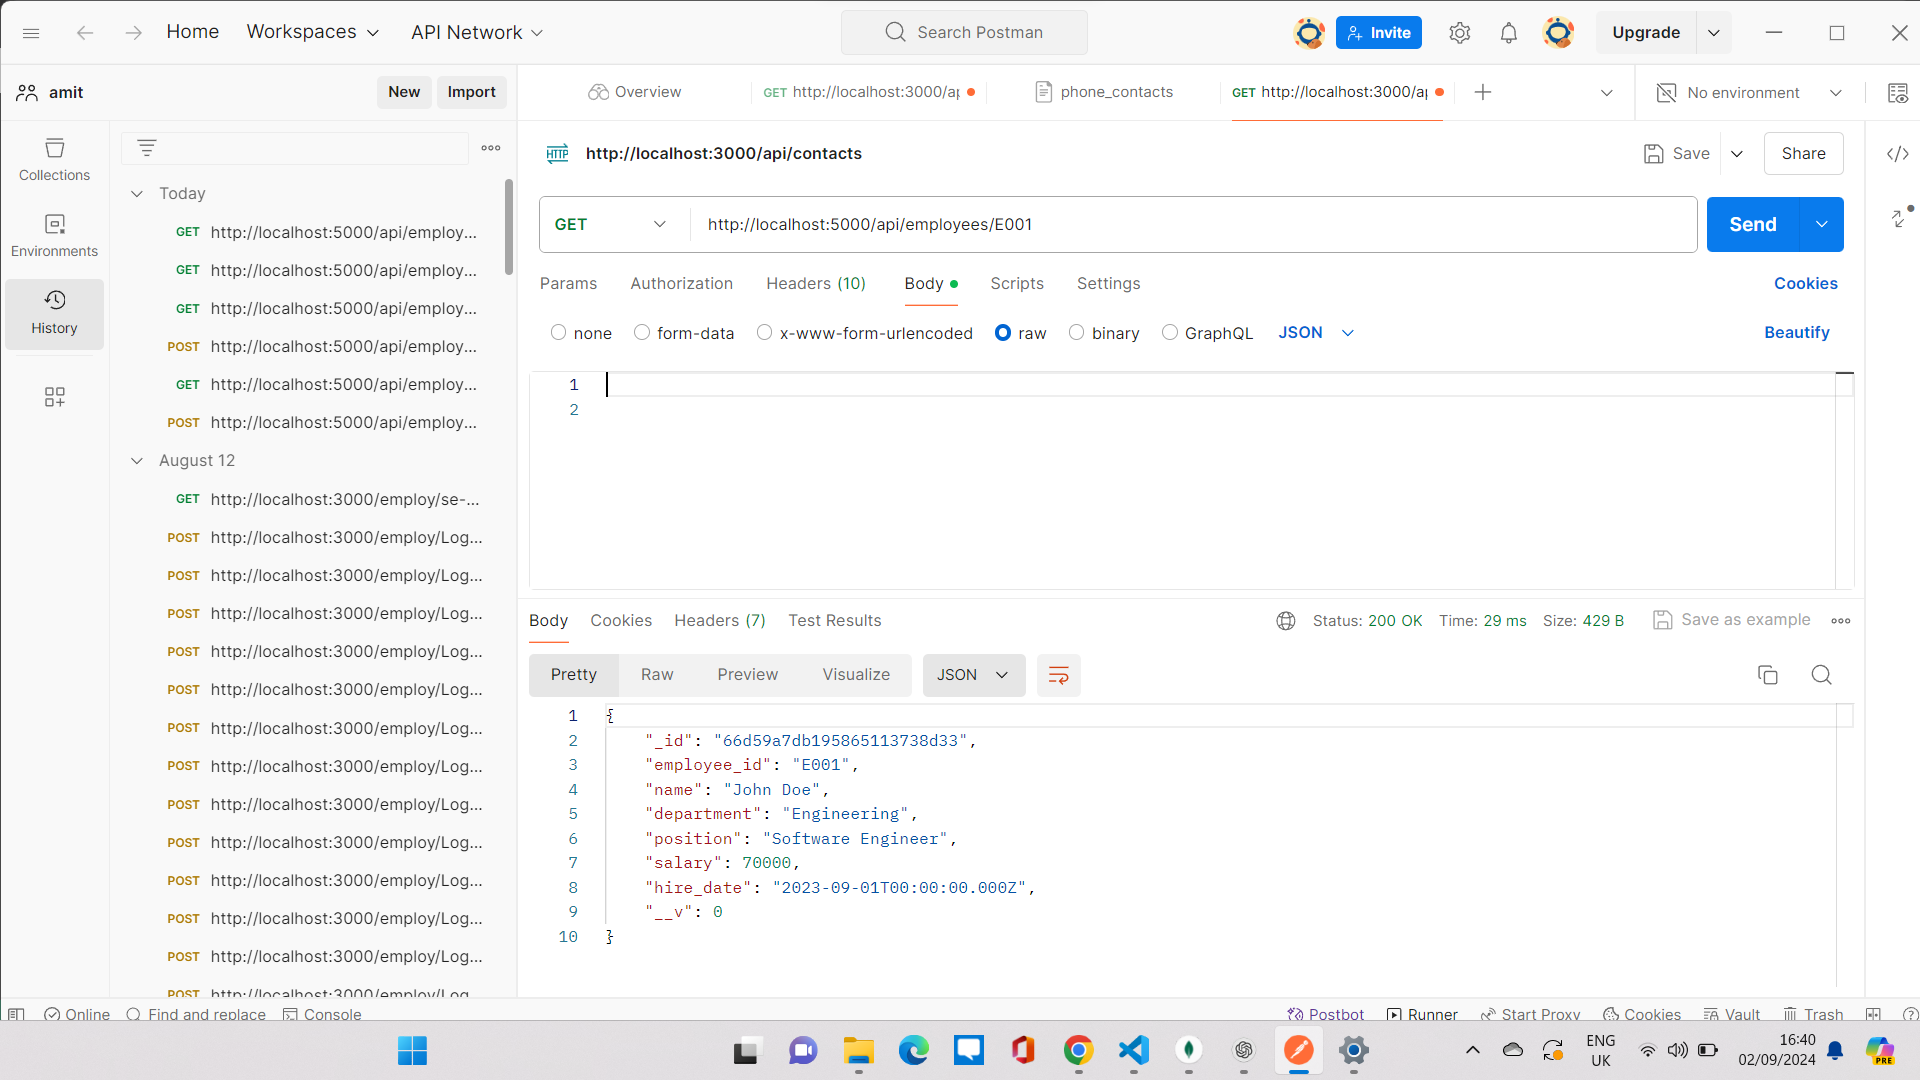 Home
Workspaces
API Network
Search Postman
Invite
Upgrade
amit
New
Import
Overview
GET http://localhost:3000/ap
phone_contacts
GET http://localhost:3000/ap
No environment
Collections
Environments
History
Today
GET http://localhost:5000/api/employ...
GET http://localhost:5000/api/employ...
GET http://localhost:5000/api/employ...
POST http://localhost:5000/api/employ...
GET http://localhost:5000/api/employ...
POST http://localhost:5000/api/employ...
August 12
GET http://localhost:3000/employ/se-...
POST http://localhost:3000/employ/Log...
POST http://localhost:3000/employ/Log...
POST http://localhost:3000/employ/Log...
POST http://localhost:3000/employ/Log...
POST http://localhost:3000/employ/Log...
POST http://localhost:3000/employ/Log...
POST http://localhost:3000/employ/Log...
POST http://localhost:3000/employ/Log...
POST http://localhost:3000/employ/Log...
POST http://localhost:3000/employ/Log...
POST http://localhost:3000/employ/Log...
POST http://localhost:3000/employ/Log...
POST http://localhost:3000/employ/Log
HTTP http://localhost:3000/api/contacts
Save
Share
GET
http://localhost:5000/api/employees/E001
Send
Params
Authorization
Headers (10)
Body
Scripts
Settings
Cookies
none
form-data
x-www-form-urlencoded
raw
binary
GraphQL
JSON
Beautify
1
2
Body
Cookies
Headers (7)
Test Results
Status: 200 OK
Time: 29 ms
Size: 429 B
Save as example
Pretty
Raw
Preview
Visualize
JSON
1 {
2 "_id": "66d59a7db195865113738d33",
3 "employee_id": "E001",
4 "name": "John Doe",
5 "department": "Engineering",
6 "position": "Software Engineer",
7 "salary": 70000,
8 "hire_date": "2023-09-01T00:00:00.000Z",
9 "__v": 0
10 }
Online
Find and replace
Console
Postbot
Runner
Start Proxy
Cookies
Vault
Trash
ENG
UK
16:40
02/09/2024
PRE